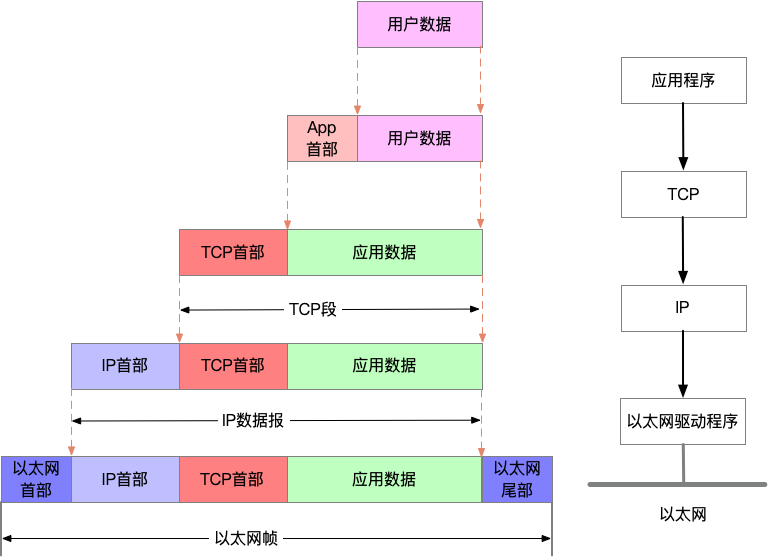 用户数据
App
首部
用户数据
TCP首部
应用数据
TCP段
IP首部
TCP首部
应用数据
IP数据报
以太网
首部
IP首部
TCP首部
应用数据
以太网
尾部
以太网帧
应用程序
TCP
IP
以太网驱动程序
以太网